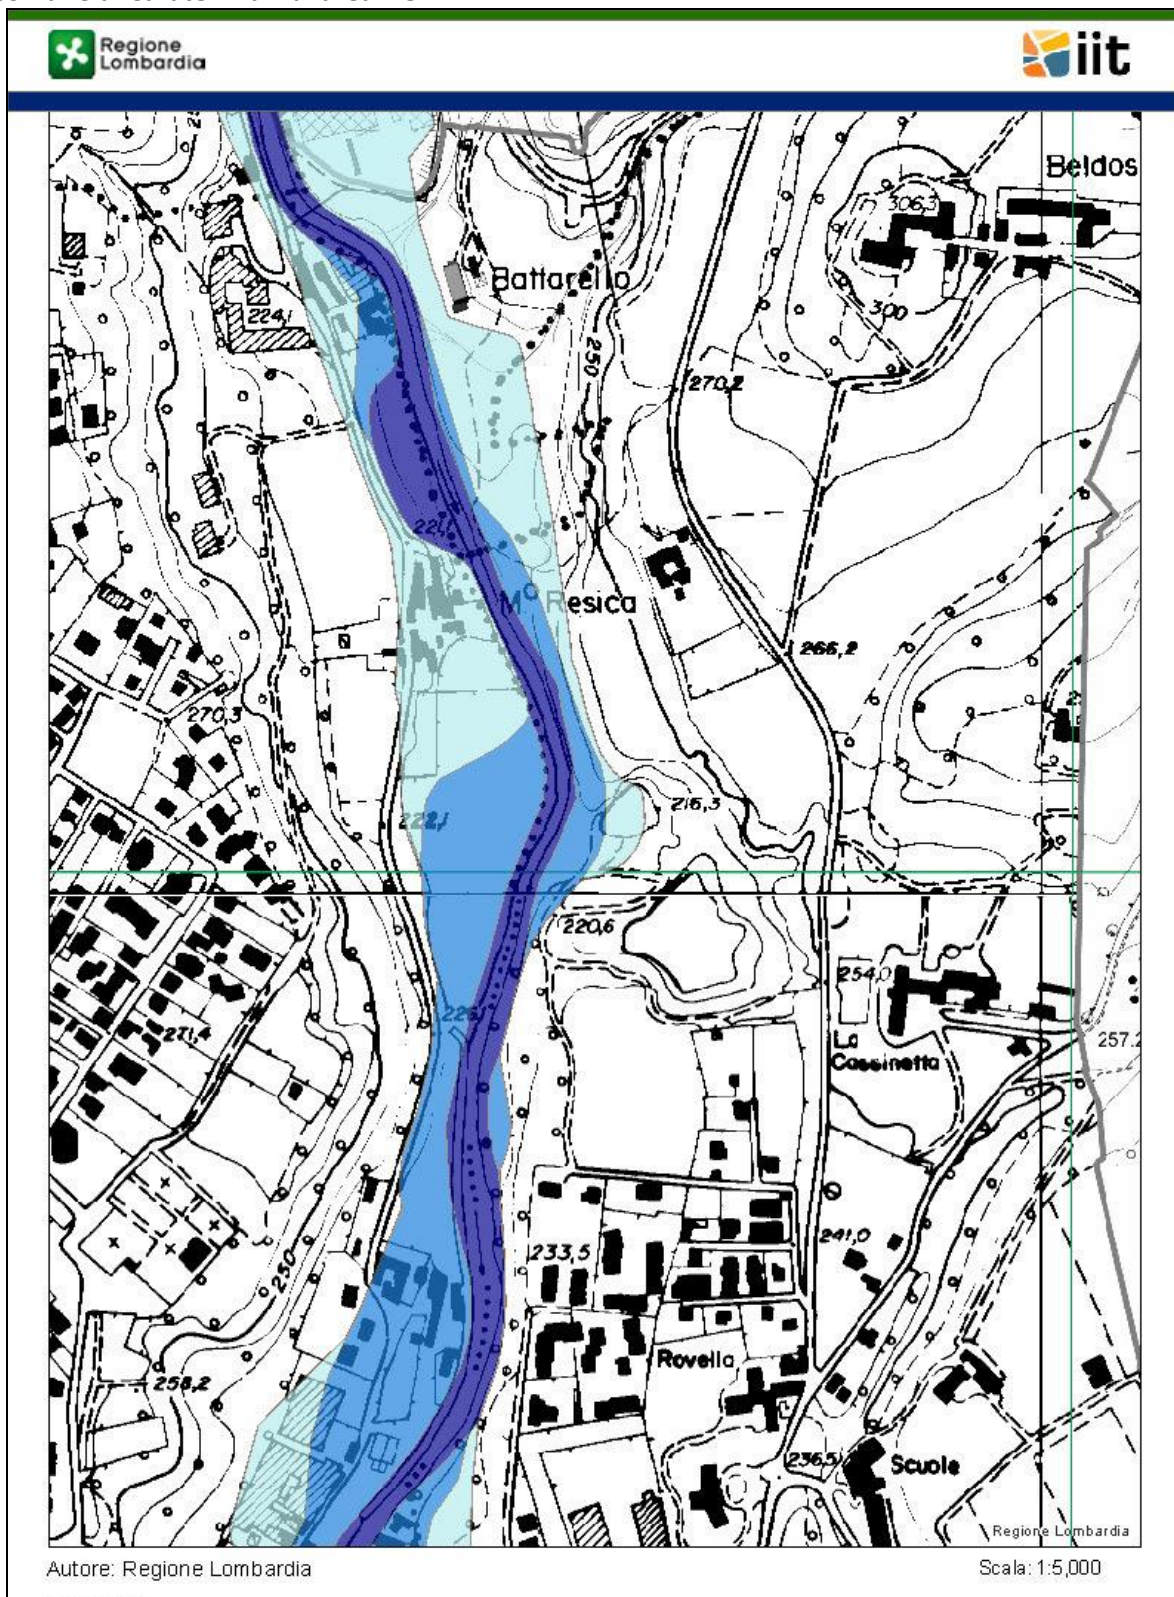 Regione
Lombardia
iit
Beldos
306,3
Battarello
300
224,1
250
270,2
Mº Resica
266,2
270,3
216,3
222,1
220,6
254,0
La
Cassinetta
257.2
271,4
233,5
241,0
250
Rovella
258,2
236,5
Scuole
Regione Lombardia
Autore: Regione Lombardia
Scala: 1:5,000